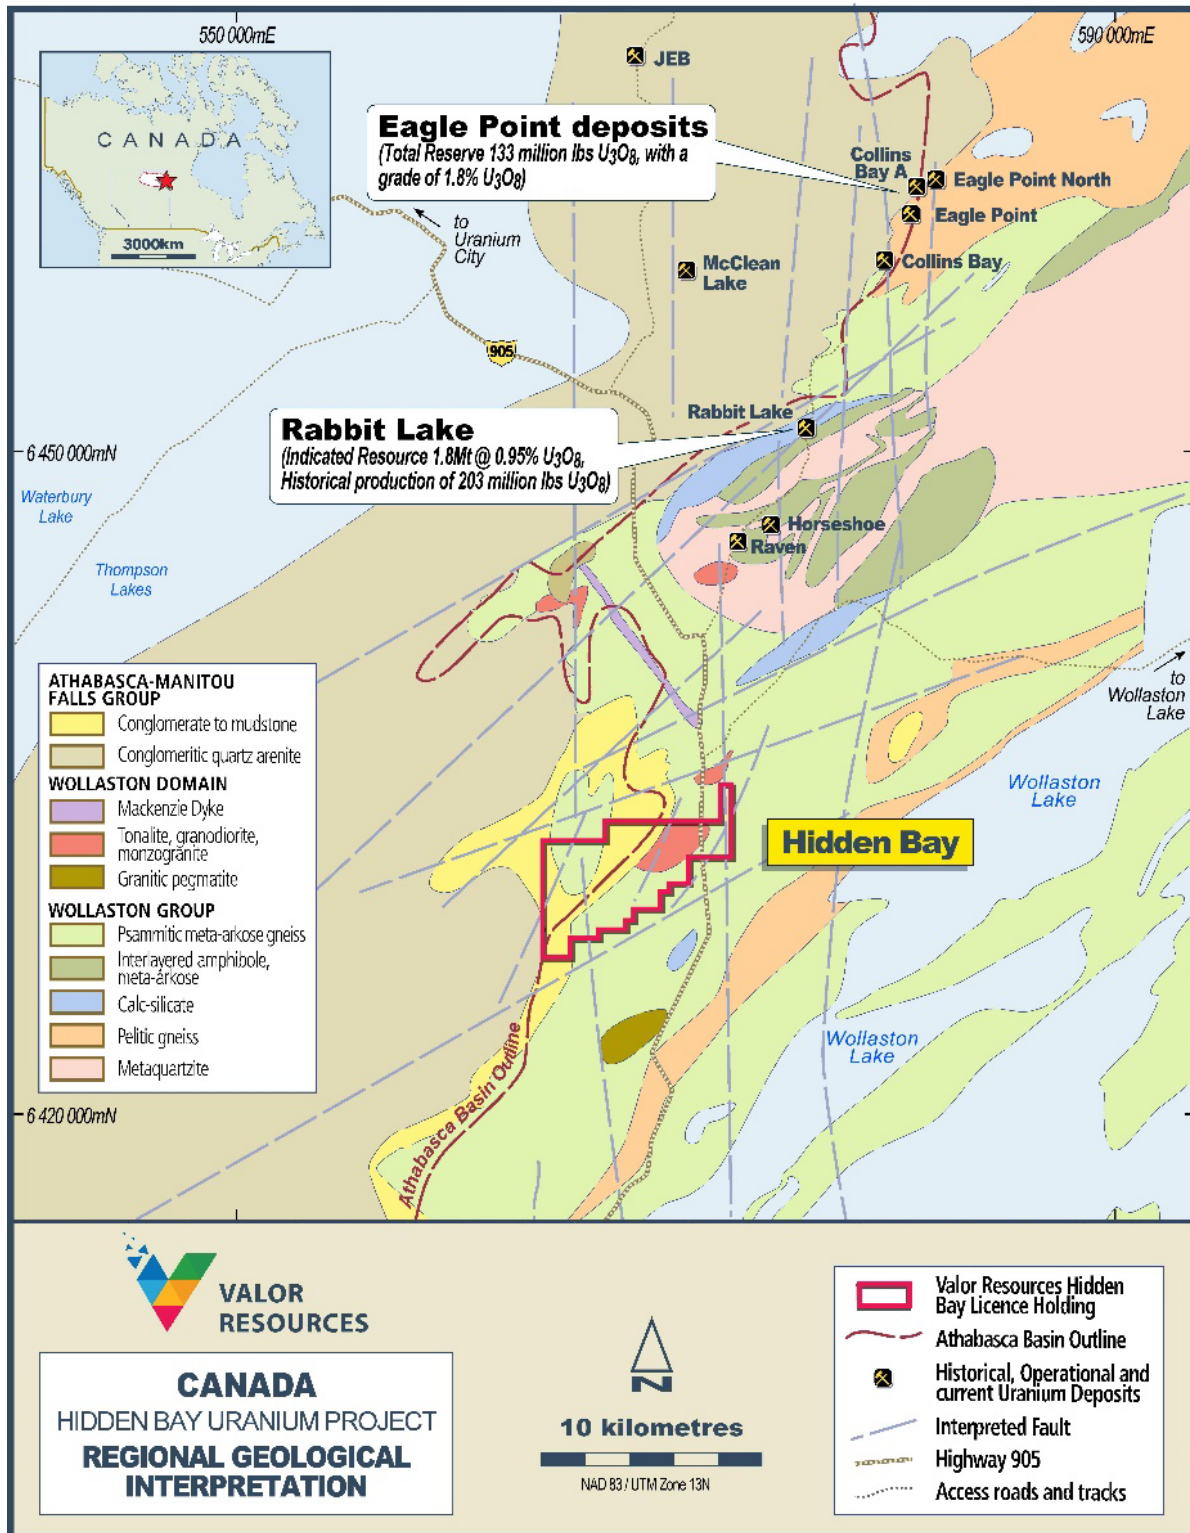 550 000mE
590 000mE
CANADA
3000km
JEB
Eagle Point deposits
(Total Reserve 133 million lbs U3O8, with a
grade of 1.8% U3O8)
Collins
Bay A
Eagle Point North
Eagle Point
Collins Bay
to
Uranium
City
McClean
Lake
905
Rabbit Lake
Rabbit Lake
(Indicated Resource 1.8Mt @ 0.95% U3O8,
Historical production of 203 million lbs U3O8)
6 450 000mN
Waterbury
Lake
Horseshoe
Raven
Thompson
Lakes
to
Wollaston
Lake
ATHABASCA-MANITOU
FALLS GROUP
Conglomerate to mudstone
Conglomeritic quartz arenite
WOLLASTON DOMAIN
Mackenzie Dyke
Tonalite, granodiorite,
monzogranite
Granitic pegmatite
WOLLASTON GROUP
Psammitic meta-arkose gneiss
Interlayered amphibole,
meta-arkose
Calc-silicate
Pelitic gneiss
Metaquartzite
Wollaston
Lake
Hidden Bay
Wollaston
Lake
Athabasca Basin Outline
6 420 000mN
VALOR
RESOURCES
CANADA
HIDDEN BAY URANIUM PROJECT
REGIONAL GEOLOGICAL
INTERPRETATION
N
10 kilometres
NAD 83 / UTM Zone 13N
Valor Resources Hidden
Bay Licence Holding
Athabasca Basin Outline
Historical, Operational and
current Uranium Deposits
Interpreted Fault
Highway 905
Access roads and tracks